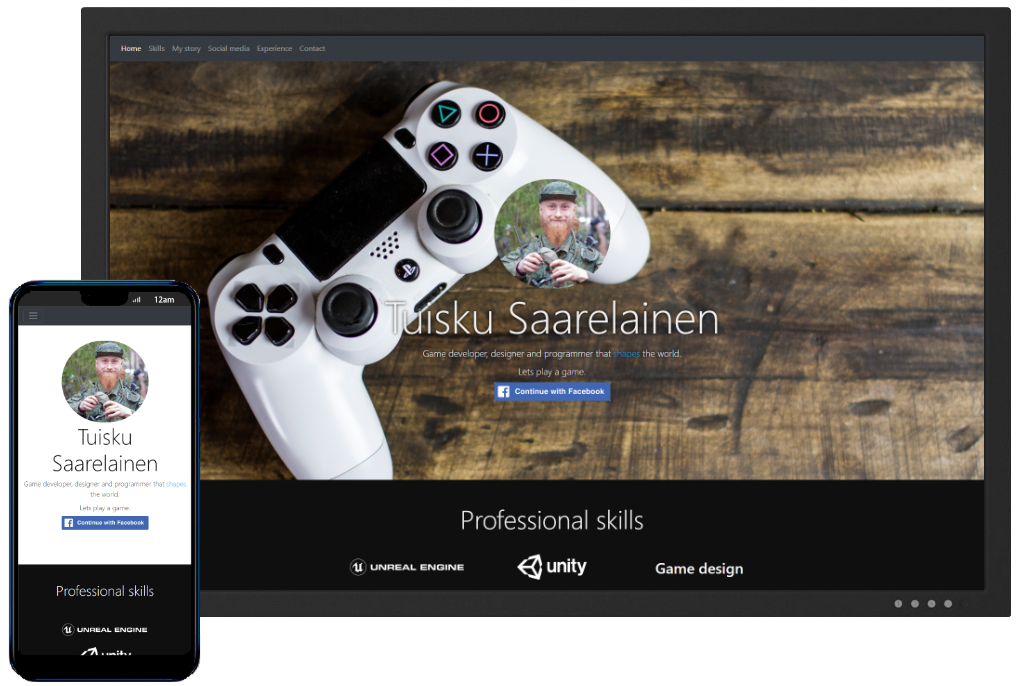 Home Skills My story Social media Experience Contact
Tuisku Saarelainen
Game developer, designer and programmer that shapes the world.
Lets play a game.
Continue with Facebook
Professional skills
UNREAL ENGINE
unity
Game design
12am
Tuisku
Saarelainen
Game developer, designer and programmer that shapes
the world.
Lets play a game.
Continue with Facebook
Professional skills
UNREAL ENGINE
unity